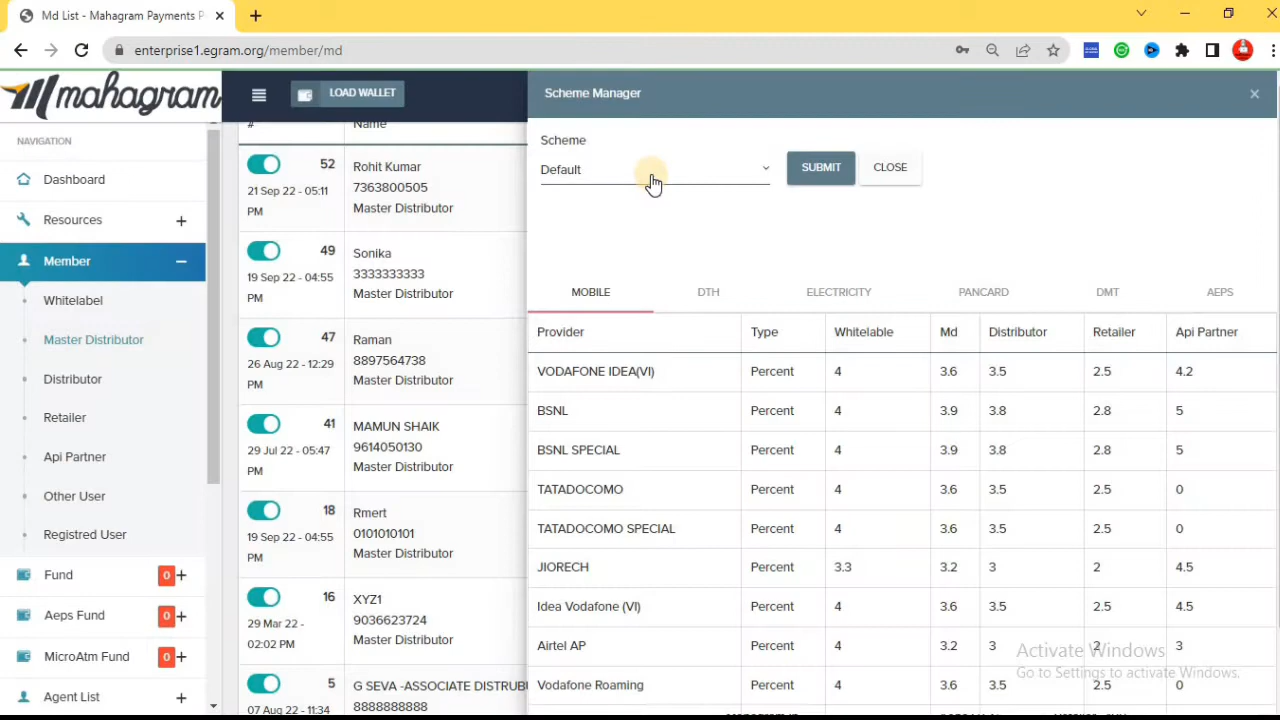 Md List - Mahagram Payments P
enterprise1.egram.org/member/md
mahagram
LOAD WALLET
Scheme Manager
NAVIGATION
Dashboard
Resources
Member
Whitelabel
Master Distributor
Distributor
Retailer
Api Partner
Other User
Registred User
Fund 0
Aeps Fund 0
MicroAtm Fund 0
Agent List
# Name
52 Rohit Kumar
7363800505
21 Sep 22 - 05:11 PM
Master Distributor
49 Sonika
3333333333
19 Sep 22 - 04:55 PM
Master Distributor
47 Raman
8897564738
26 Aug 22 - 12:29 PM
Master Distributor
41 MAMUN SHAIK
9614050130
29 Jul 22 - 05:47 PM
Master Distributor
18 Rmert
0101010101
19 Sep 22 - 04:55 PM
Master Distributor
16 XYZ1
9036623724
29 Mar 22 - 02:02 PM
Master Distributor
5 G SEVA -ASSOCIATE DISTRUBU
8888888888
07 Aug 22 - 11:34
Scheme
Default
SUBMIT CLOSE
MOBILE DTH ELECTRICITY PANCARD DMT AEPS
Provider Type Whitelable Md Distributor Retailer Api Partner
VODAFONE IDEA(VI) Percent 4 3.6 3.5 2.5 4.2
BSNL Percent 4 3.9 3.8 2.8 5
BSNL SPECIAL Percent 4 3.9 3.8 2.8 5
TATADOCOMO Percent 4 3.6 3.5 2.5 0
TATADOCOMO SPECIAL Percent 4 3.6 3.5 2.5 0
JIORECH Percent 3.3 3.2 3 2 4.5
Idea Vodafone (VI) Percent 4 3.6 3.5 2.5 4.5
Airtel AP Percent 4 3.2 3 2 3
Vodafone Roaming Percent 4 3.6 3.5 2.5 0
Activate Windows
Go to Settings to activate Windows.